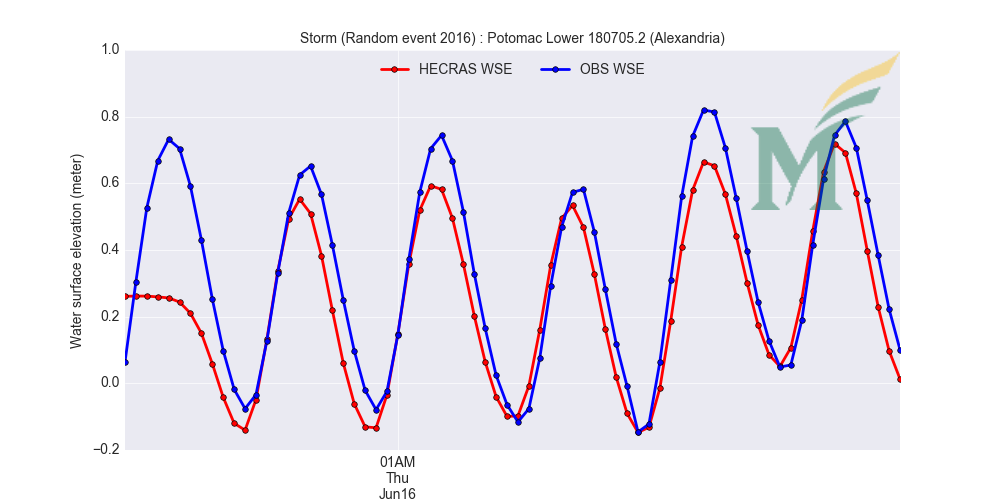 Storm (Random event 2016) : Potomac Lower 180705.2 (Alexandria)
HECRAS WSE
OBS WSE
M
Water surface elevation (meter)
1.0
0.8
0.6
0.4
0.2
0.0
−0.2
01AM
Thu
Jun16